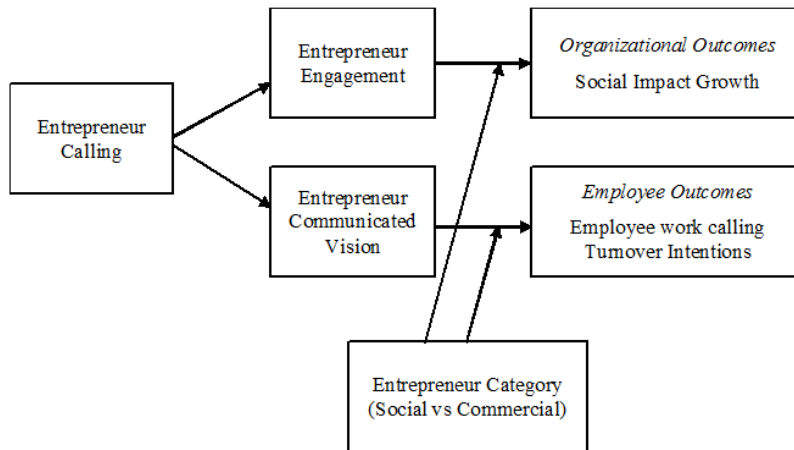 Entrepreneur
Calling
Entrepreneur
Engagement
Organizational Outcomes
Social Impact Growth
Entrepreneur
Communicated
Vision
Employee Outcomes
Employee work calling
Turnover Intentions
Entrepreneur Category
(Social vs Commercial)